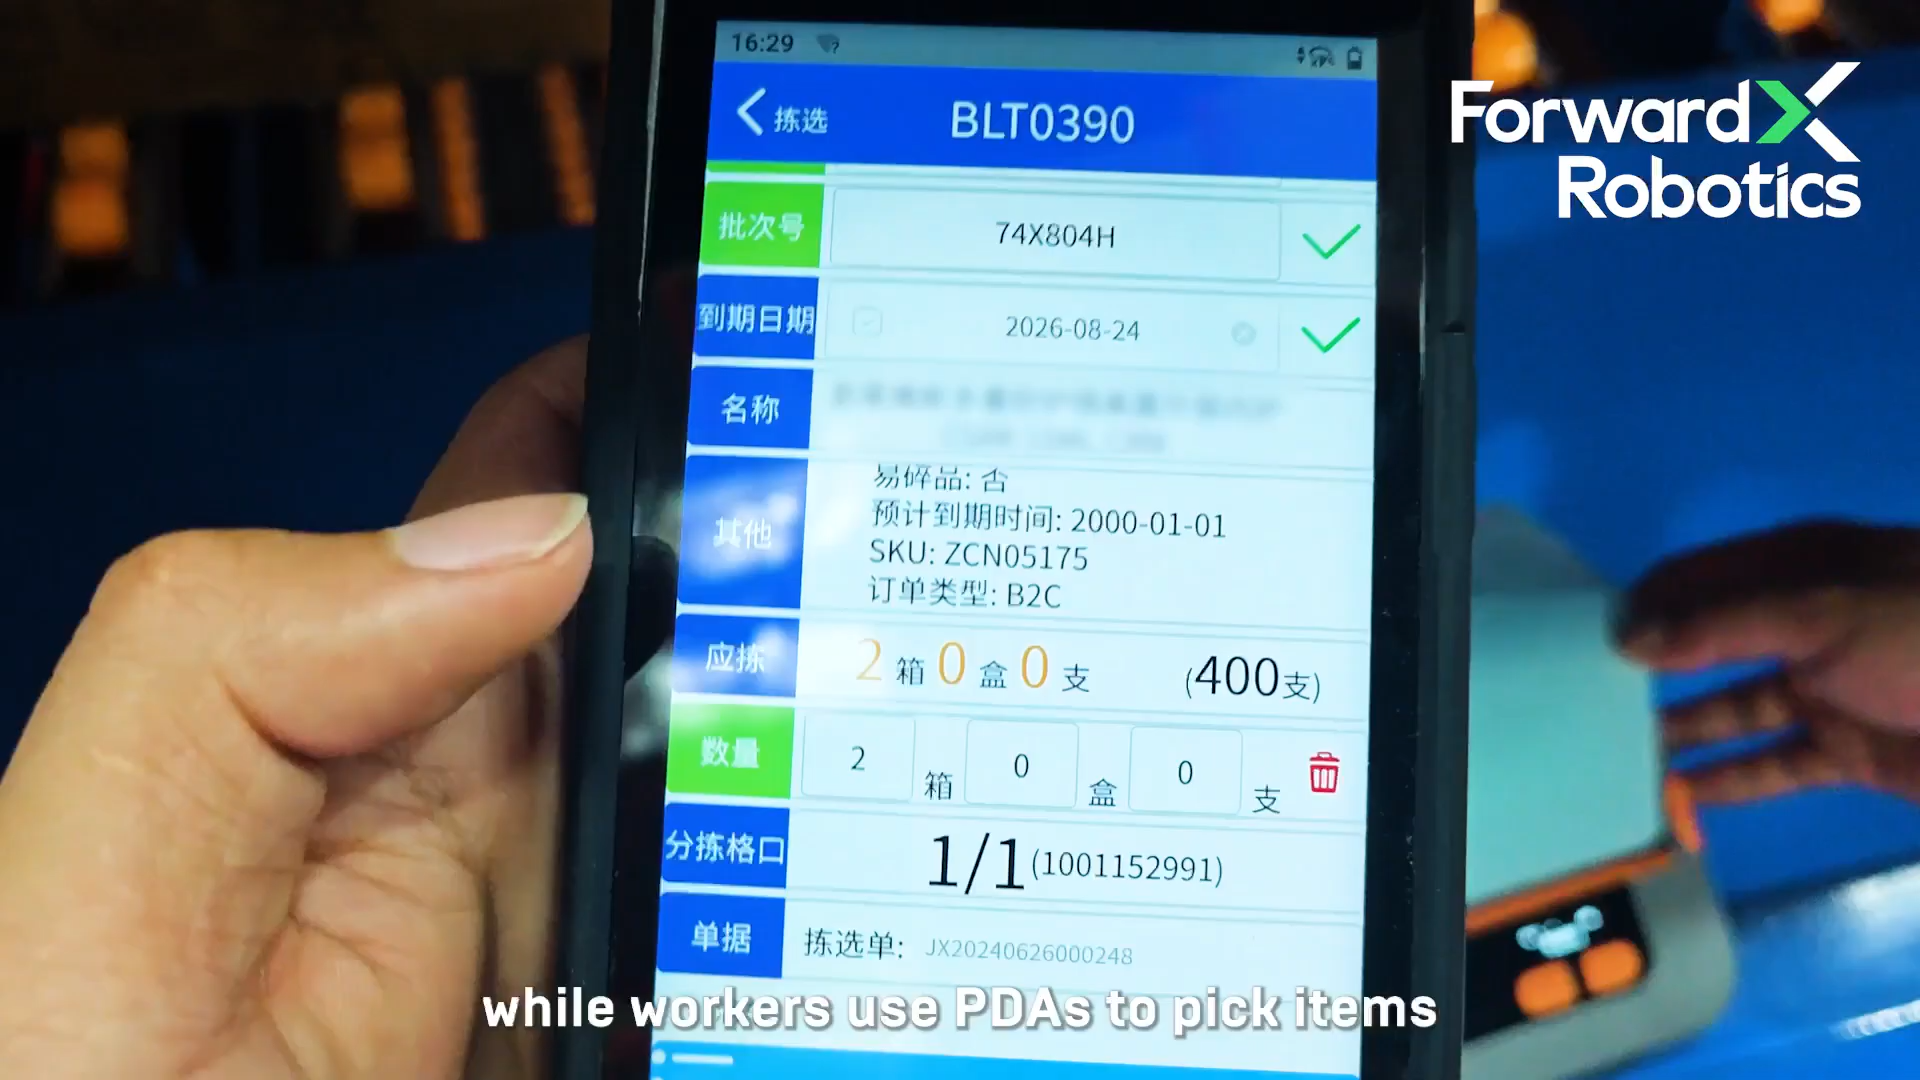 16:29
拣选
BLT0390
ForwardX
Robotics
批次号
74X804H
到期日期
2026-08-24
名称
其他
易碎品: 否
预计到期时间: 2000-01-01
SKU: ZCN05175
订单类型: B2C
应拣
2 箱 0 盒 0 支 (400支)
数量
2 箱 0 盒 0 支
分拣格口
1/1(1001152991)
单据
拣选单: JX20240626000248
while workers use PDAs to pick items